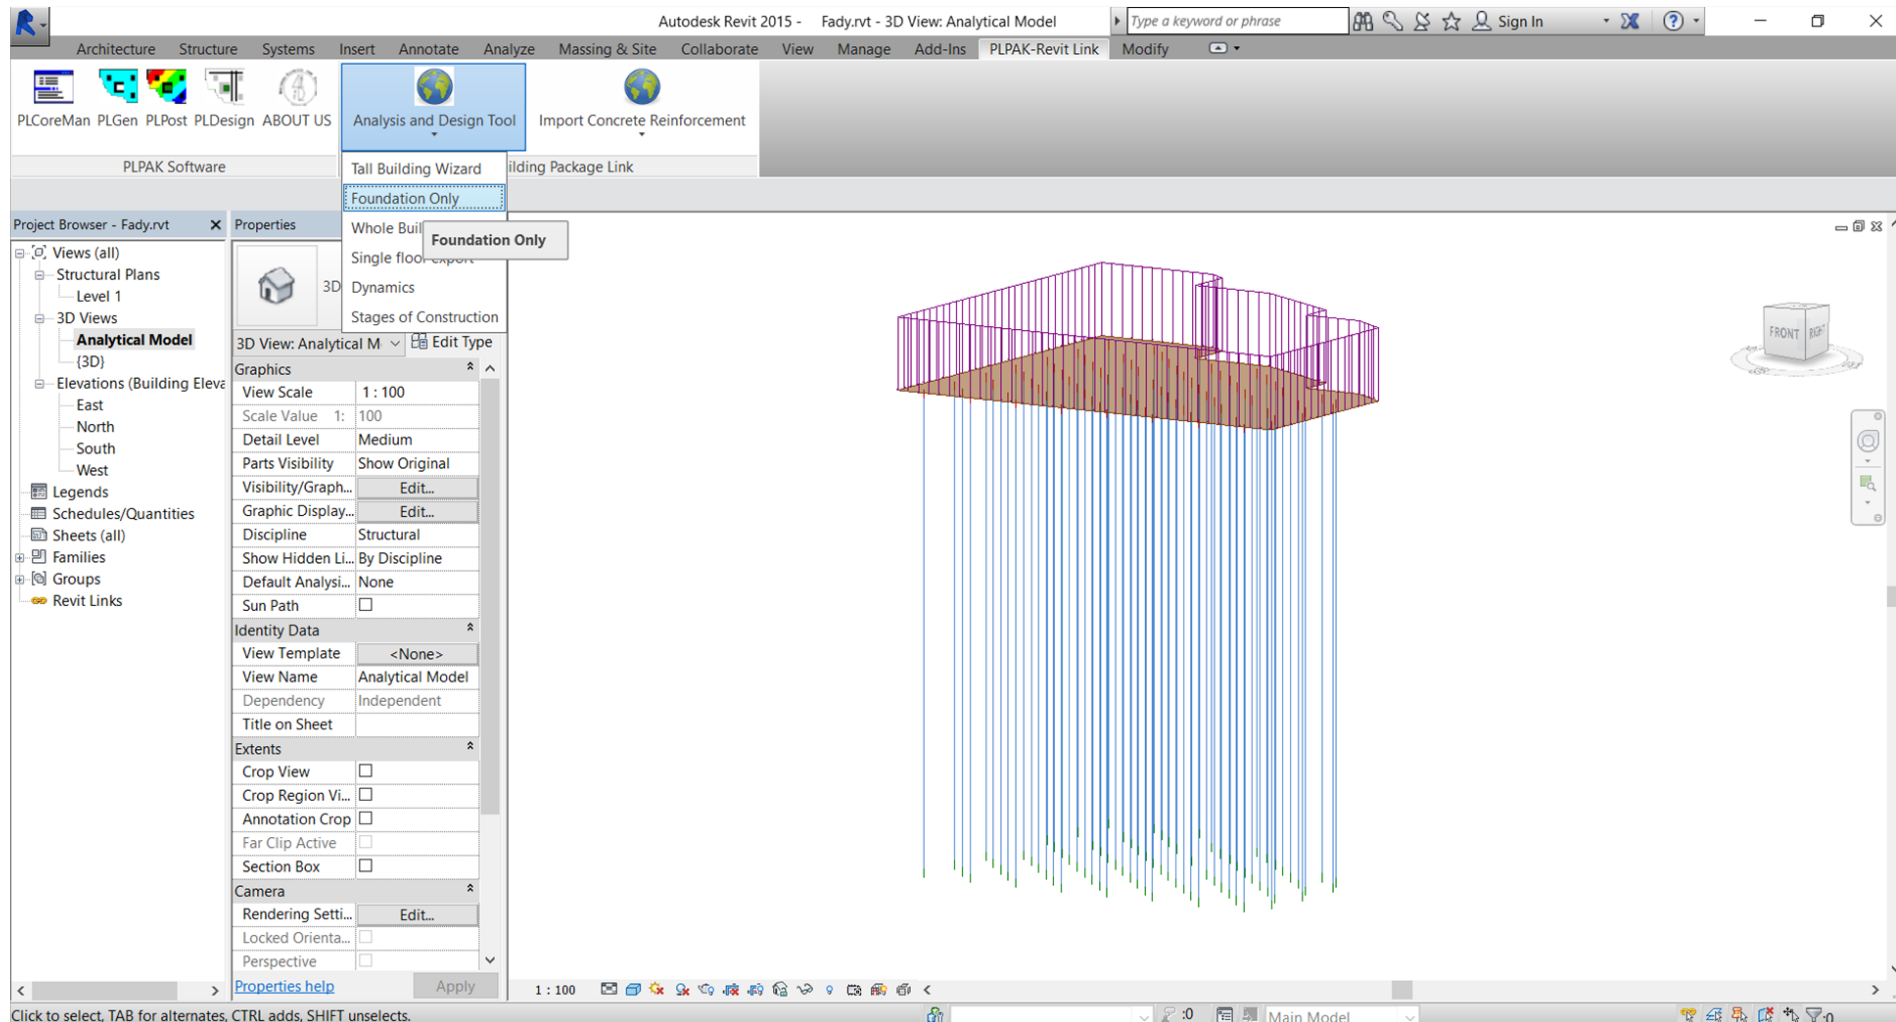 Autodesk Revit 2015 - Fady.rvt - 3D View: Analytical Model
Type a keyword or phrase
Sign In
Architecture Structure Systems Insert Annotate Analyze Massing & Site Collaborate View Manage Add-Ins PLPAK-Revit Link Modify
PLCoreMan PLGen PLPost PLDesign ABOUT US
Analysis and Design Tool
Import Concrete Reinforcement
PLPAK Software
ilding Package Link
Tall Building Wizard
Foundation Only
Whole Buil
Foundation Only
Single floor export
Dynamics
Stages of Construction
Project Browser - Fady.rvt
Views (all)
Structural Plans
Level 1
3D Views
Analytical Model
{3D}
Elevations (Building Eleva
East
North
South
West
Legends
Schedules/Quantities
Sheets (all)
Families
Groups
Revit Links
Properties
3D
3D View: Analytical M
Edit Type
Graphics
View Scale 1 : 100
Scale Value 1: 100
Detail Level Medium
Parts Visibility Show Original
Visibility/Graph... Edit...
Graphic Display... Edit...
Discipline Structural
Show Hidden Li... By Discipline
Default Analysi... None
Sun Path
Identity Data
View Template <None>
View Name Analytical Model
Dependency Independent
Title on Sheet
Extents
Crop View
Crop Region Vi...
Annotation Crop
Far Clip Active
Section Box
Camera
Rendering Setti... Edit...
Locked Orienta...
Perspective
Properties help
Apply
FRONT RIGHT
1 : 100
Click to select, TAB for alternates, CTRL adds, SHIFT unselects.
:0
Main Model
:0